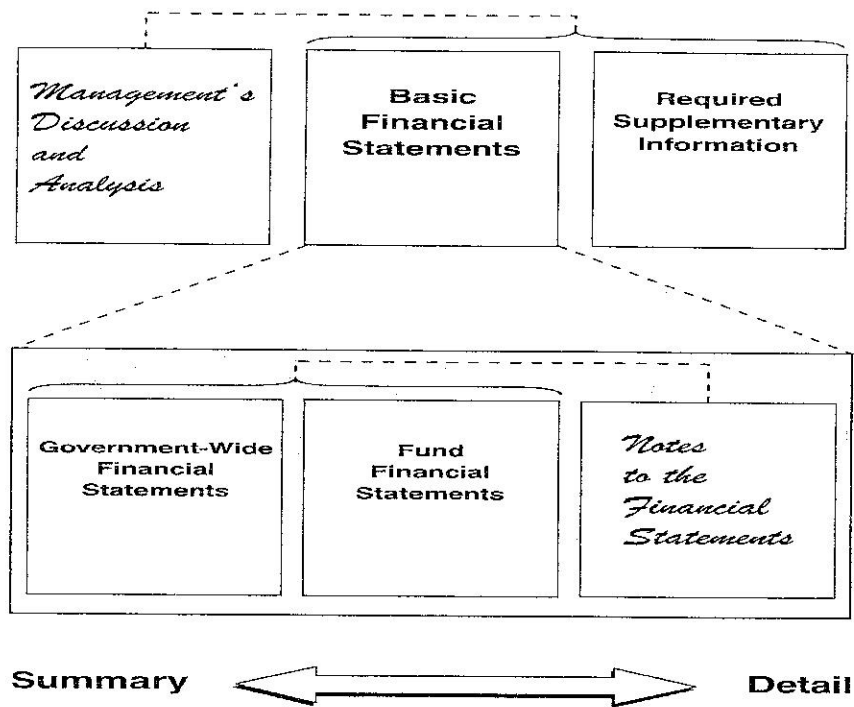 Management's
Discussion
and
Analysis
Basic
Financial
Statements
Required
Supplementary
Information
Government-Wide
Financial
Statements
Fund
Financial
Statements
Notes
to the
Financial
Statements
Summary
Detail